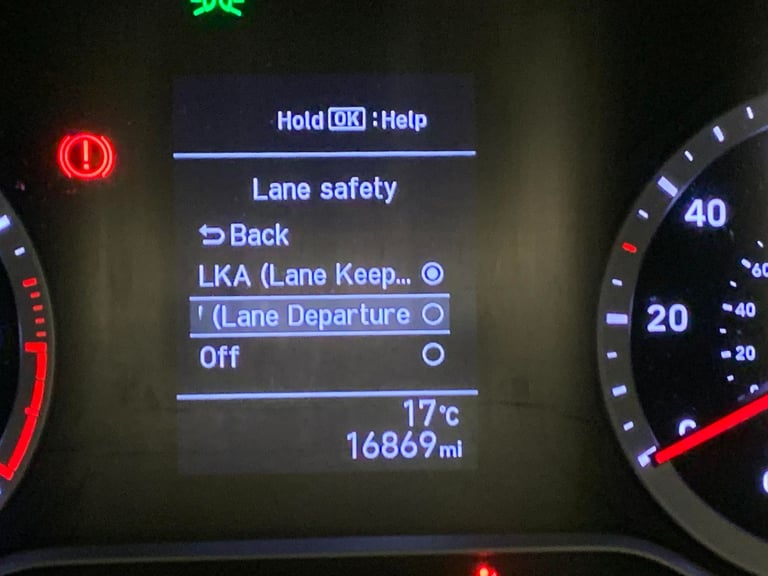 Hold OK :Help
Lane safety
Back
LKA (Lane Keep...
(Lane Departure
Off
17°C
16869mi
40
20
60
40
20